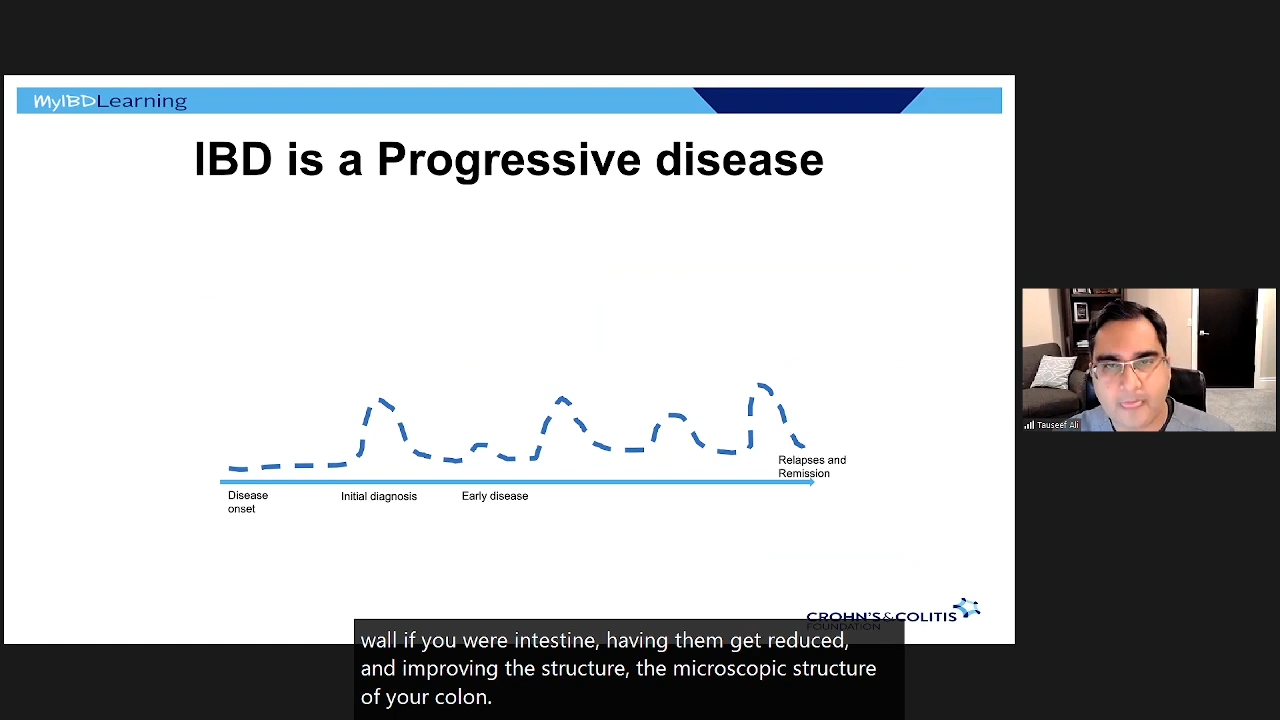 MyIBDLearning
IBD is a Progressive disease
Relapses and
Remission
Disease
onset
Initial diagnosis
Early disease
CROHN'S&COLITIS
FOUNDATION
Tauseef Ali
wall if you were intestine, having them get reduced,
and improving the structure, the microscopic structure
of your colon.